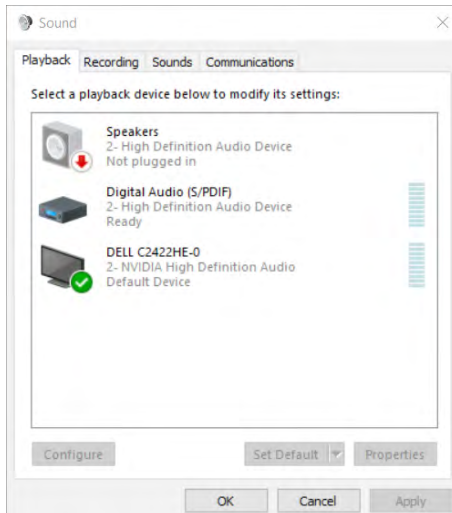 Sound
Playback Recording Sounds Communications
Select a playback device below to modify its settings:
Speakers
2- High Definition Audio Device
Not plugged in
Digital Audio (S/PDIF)
2- High Definition Audio Device
Ready
DELL C2422HE-0
2- NVIDIA High Definition Audio
Default Device
Configure Set Default Properties
OK Cancel Apply